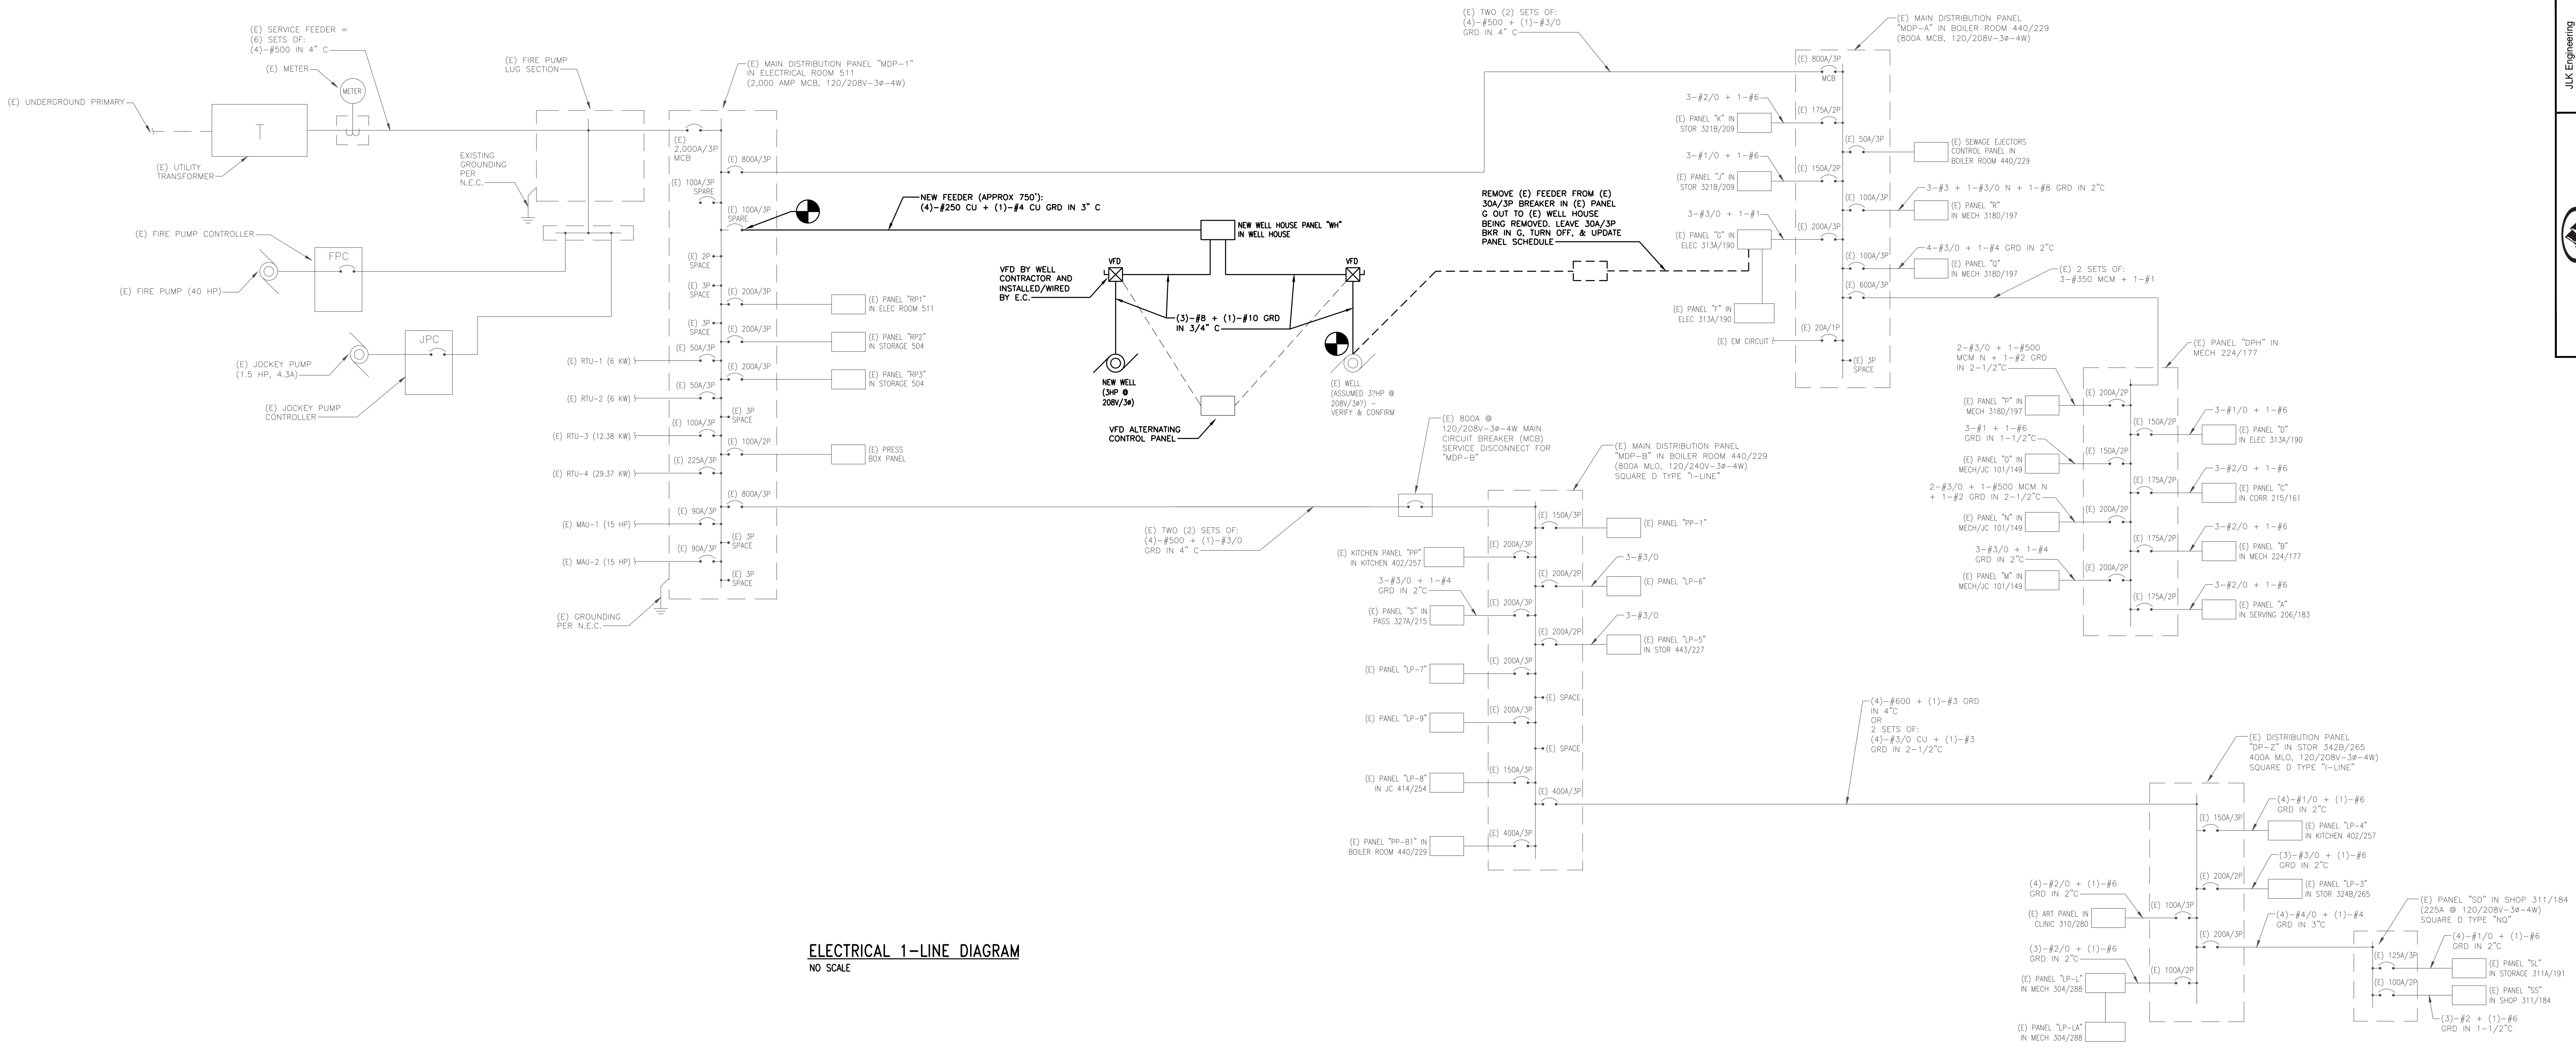 (E) UNDERGROUND PRIMARY
(E) SERVICE FEEDER =
(6) SETS OF:
(4)-#500 IN 4" C
(E) METER
METER
T
(E) UTILITY
TRANSFORMER
(E) FIRE PUMP
LUG SECTION
EXISTING
GROUNDING
PER
N.E.C.
(E) FIRE PUMP CONTROLLER
FPC
(E) FIRE PUMP (40 HP)
JPC
(E) JOCKEY PUMP
(1.5 HP, 4.3A)
(E) JOCKEY PUMP
CONTROLLER
(E) MAIN DISTRIBUTION PANEL "MDP-1"
IN ELECTRICAL ROOM 511
(2,000 AMP MCB, 120/208V-3ø-4W)
(E)
2,000A/3P
MCB
(E) 800A/3P
(E) 100A/3P
SPARE
(E) 100A/3P
SPARE
(E) 2P
SPACE
(E) 3P
SPACE
(E) 200A/3P
(E) PANEL "RP1"
IN ELEC ROOM 511
(E) 3P
SPACE
(E) 200A/3P
(E) PANEL "RP2"
IN STORAGE 504
(E) 50A/3P
(E) RTU-1 (6 KW)
(E) 200A/3P
(E) PANEL "RP3"
IN STORAGE 504
(E) 50A/3P
(E) RTU-2 (6 KW)
(E) 3P
SPACE
(E) 100A/3P
(E) RTU-3 (12.38 KW)
(E) 100A/2P
(E) PRESS
BOX PANEL
(E) 225A/3P
(E) RTU-4 (29.37 KW)
(E) 800A/3P
(E) 90A/3P
(E) MAU-1 (15 HP)
(E) 3P
SPACE
(E) 90A/3P
(E) MAU-2 (15 HP)
(E) 3P
SPACE
(E) GROUNDING
PER N.E.C.
NEW FEEDER (APPROX 750'):
(4)-#250 CU + (1)-#4 CU GRD IN 3" C
NEW WELL HOUSE PANEL "WH"
IN WELL HOUSE
VFD
VFD
VFD BY WELL
CONTRACTOR AND
INSTALLED/WIRED
BY E.C.
(3)-#8 + (1)-#10 GRD
IN 3/4" C
NEW WELL
(3HP @
208V/3ø)
VFD ALTERNATING
CONTROL PANEL
(E) WELL
(ASSUMED 3?HP @
208V/3ø?) -
VERIFY & CONFIRM
REMOVE (E) FEEDER FROM (E)
30A/3P BREAKER IN (E) PANEL
G OUT TO (E) WELL HOUSE
BEING REMOVED. LEAVE 30A/3P
BKR IN G, TURN OFF, & UPDATE
PANEL SCHEDULE
(E) TWO (2) SETS OF:
(4)-#500 + (1)-#3/0
GRD IN 4" C
(E) MAIN DISTRIBUTION PANEL
"MDP-A" IN BOILER ROOM 440/229
(800A MCB, 120/208V-3ø-4W)
(E) 800A/3P
MCB
3-#2/0 + 1-#6
(E) 175A/2P
(E) PANEL "K" IN
STOR 321B/209
(E) 50A/3P
(E) SEWAGE EJECTORS
CONTROL PANEL IN
BOILER ROOM 440/229
3-#1/0 + 1-#6
(E) 150A/2P
(E) PANEL "J" IN
STOR 321B/209
(E) 100A/3P
3-#3 + 1-#3/0 N + 1-#8 GRD IN 2"C
(E) PANEL "R"
IN MECH 318D/197
3-#3/0 + 1-#1
(E) 200A/3P
(E) PANEL "G" IN
ELEC 313A/190
(E) 100A/3P
4-#3/0 + 1-#4 GRD IN 2"C
(E) PANEL "Q"
IN MECH 318D/197
(E) 600A/3P
(E) 2 SETS OF:
3-#350 MCM + 1-#1
(E) PANEL "F" IN
ELEC 313A/190
(E) 20A/1P
(E) EM CIRCUIT
(E) 3P
SPACE
(E) PANEL "DPH" IN
MECH 224/177
2-#3/0 + 1-#500
MCM N + 1-#2 GRD
IN 2-1/2"C
(E) 200A/2P
(E) PANEL "P" IN
MECH 318D/197
(E) 150A/2P
3-#1/0 + 1-#6
(E) PANEL "D"
IN ELEC 313A/190
3-#1 + 1-#6
GRD IN 1-1/2"C
(E) 150A/2P
(E) PANEL "O" IN
MECH/JC 101/149
(E) 175A/2P
3-#2/0 + 1-#6
(E) PANEL "C"
IN CORR 215/161
2-#3/0 + 1-#500 MCM N
+ 1-#2 GRD IN 2-1/2"C
(E) 200A/2P
(E) PANEL "N" IN
MECH/JC 101/149
(E) 175A/2P
3-#2/0 + 1-#6
(E) PANEL "B"
IN MECH 224/177
3-#3/0 + 1-#4
GRD IN 2"C
(E) 200A/2P
(E) PANEL "M" IN
MECH/JC 101/149
(E) 175A/2P
3-#2/0 + 1-#6
(E) PANEL "A"
IN SERVING 206/183
(E) TWO (2) SETS OF:
(4)-#500 + (1)-#3/0
GRD IN 4" C
(E) 800A @
120/208V-3ø-4W MAIN
CIRCUIT BREAKER (MCB)
SERVICE DISCONNECT FOR
"MDP-B"
(E) MAIN DISTRIBUTION PANEL
"MDP-B" IN BOILER ROOM 440/229
(800A MLO, 120/240V-3ø-4W)
SQUARE D TYPE "I-LINE"
(E) 150A/3P
(E) PANEL "PP-1"
(E) 200A/3P
(E) KITCHEN PANEL "PP"
IN KITCHEN 402/257
(E) 200A/2P
3-#3/0
(E) PANEL "LP-6"
3-#3/0 + 1-#4
GRD IN 2"C
(E) 200A/3P
(E) PANEL "S" IN
PASS 327A/215
(E) 200A/2P
3-#3/0
(E) PANEL "LP-5"
IN STOR 443/227
(E) 200A/3P
(E) PANEL "LP-7"
(E) SPACE
(E) 200A/3P
(E) PANEL "LP-9"
(E) SPACE
(E) 150A/3P
(E) PANEL "LP-8"
IN JC 414/254
(E) 400A/3P
(E) 400A/3P
(E) PANEL "PP-B1" IN
BOILER ROOM 440/229
(4)-#600 + (1)-#3 GRD
IN 4"C
OR
2 SETS OF:
(4)-#3/0 CU + (1)-#3
GRD IN 2-1/2"C
(E) DISTRIBUTION PANEL
"DP-Z" IN STOR 342B/265
400A MLO, 120/208V-3ø-4W)
SQUARE D TYPE "I-LINE"
(E) 150A/3P
(4)-#1/0 + (1)-#6
GRD IN 2"C
(E) PANEL "LP-4"
IN KITCHEN 402/257
(E) 200A/2P
(3)-#3/0 + (1)-#6
GRD IN 2"C
(E) PANEL "LP-3"
IN STOR 324B/265
(4)-#2/0 + (1)-#6
GRD IN 2"C
(E) 100A/3P
(E) ART PANEL IN
CLINIC 310/280
(E) 200A/3P
(4)-#4/0 + (1)-#4
GRD IN 3"C
(3)-#2/0 + (1)-#6
GRD IN 2"C
(E) 100A/2P
(E) PANEL "LP-L"
IN MECH 304/288
(E) PANEL "LP-LA"
IN MECH 304/288
(E) PANEL "SD" IN SHOP 311/184
(225A @ 120/208V-3ø-4W)
SQUARE D TYPE "NQ"
(E) 125A/3P
(4)-#1/0 + (1)-#6
GRD IN 2"C
(E) PANEL "SL"
IN STORAGE 311A/191
(E) 100A/2P
(E) PANEL "SS"
IN SHOP 311/184
(3)-#2 + (1)-#6
GRD IN 1-1/2"C
ELECTRICAL 1-LINE DIAGRAM
NO SCALE
JLK Engineering